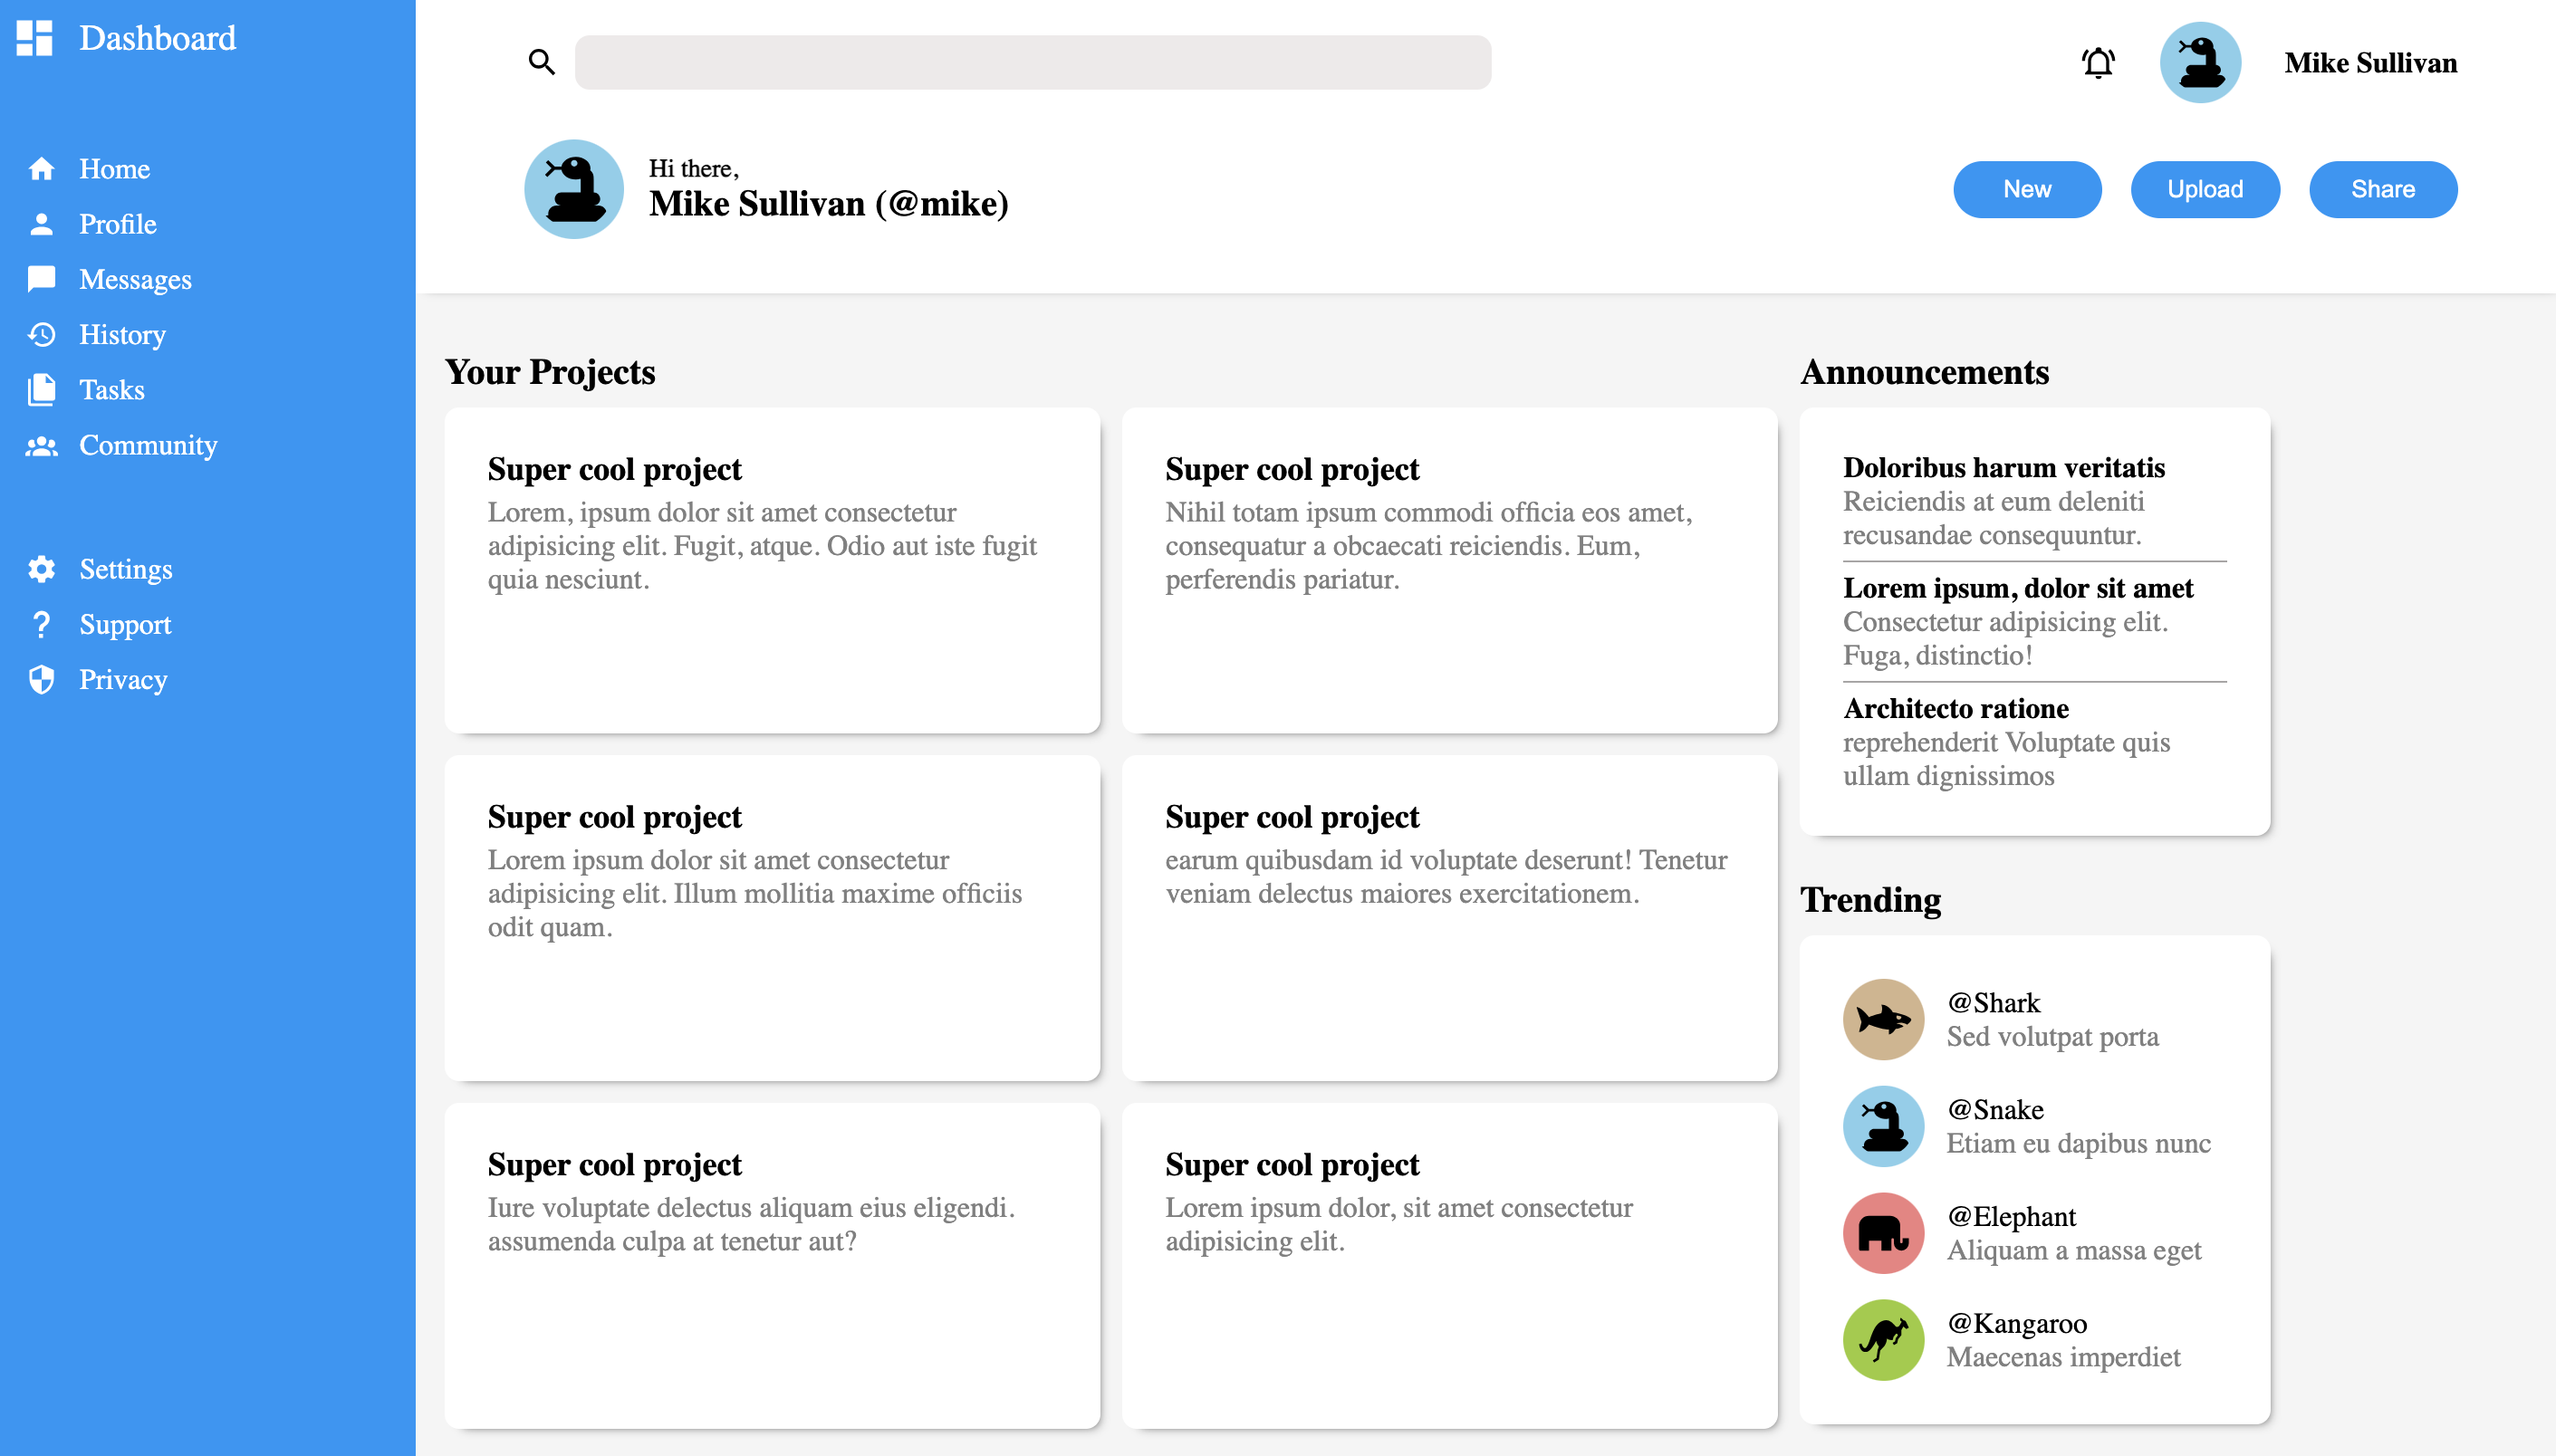 Dashboard
Home
Profile
Messages
History
Tasks
Community
Settings
Support
Privacy
Mike Sullivan
Hi there,
Mike Sullivan (@mike)
New
Upload
Share
Your Projects
Super cool project
Lorem, ipsum dolor sit amet consectetur
adipisicing elit. Fugit, atque. Odio aut iste fugit
quia nesciunt.
Super cool project
Nihil totam ipsum commodi officia eos amet,
consequatur a obcaecati reiciendis. Eum,
perferendis pariatur.
Super cool project
Lorem ipsum dolor sit amet consectetur
adipisicing elit. Illum mollitia maxime officiis
odit quam.
Super cool project
earum quibusdam id voluptate deserunt! Tenetur
veniam delectus maiores exercitationem.
Super cool project
Iure voluptate delectus aliquam eius eligendi.
assumenda culpa at tenetur aut?
Super cool project
Lorem ipsum dolor, sit amet consectetur
adipisicing elit.
Announcements
Doloribus harum veritatis
Reiciendis at eum deleniti
recusandae consequuntur.
Lorem ipsum, dolor sit amet
Consectetur adipisicing elit.
Fuga, distinctio!
Architecto ratione
reprehenderit Voluptate quis
ullam dignissimos
Trending
@Shark
Sed volutpat porta
@Snake
Etiam eu dapibus nunc
@Elephant
Aliquam a massa eget
@Kangaroo
Maecenas imperdiet